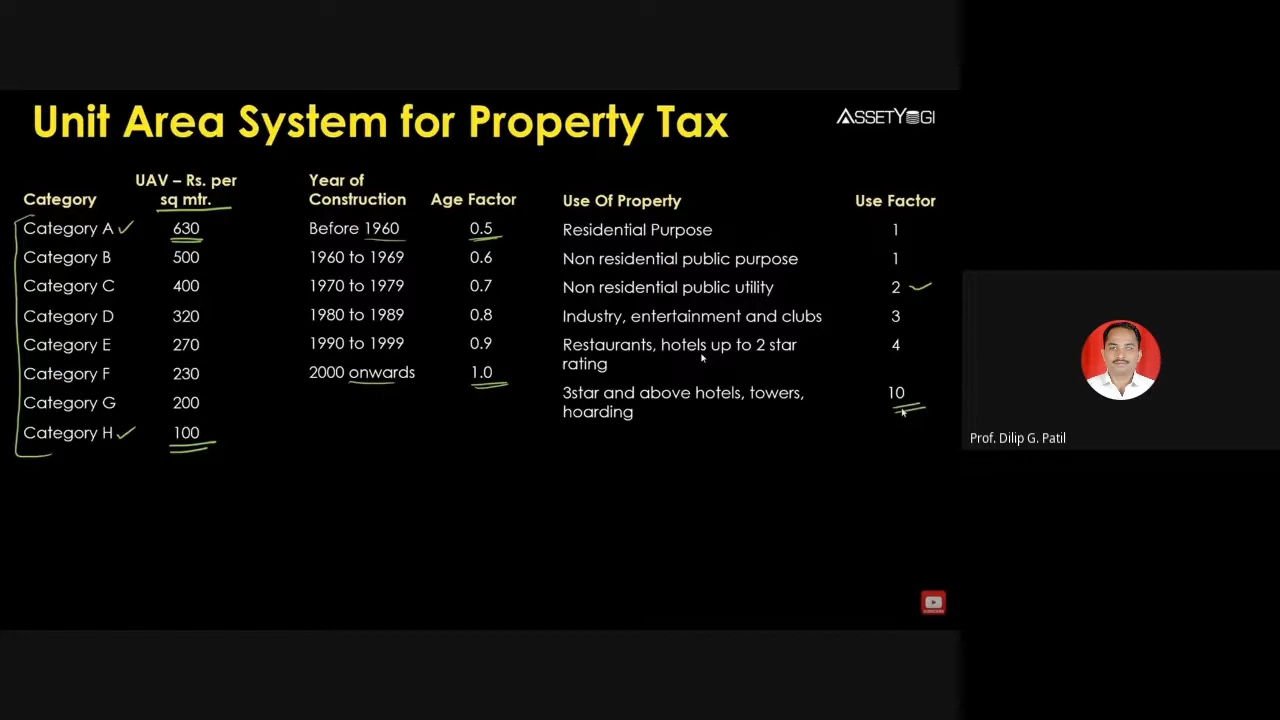 Unit Area System for Property Tax
ASSETYOGI
Category
UAV – Rs. per
sq mtr.
Category A 630
Category B 500
Category C 400
Category D 320
Category E 270
Category F 230
Category G 200
Category H 100
Year of
Construction
Age Factor
Before 1960 0.5
1960 to 1969 0.6
1970 to 1979 0.7
1980 to 1989 0.8
1990 to 1999 0.9
2000 onwards 1.0
Use Of Property Use Factor
Residential Purpose 1
Non residential public purpose 1
Non residential public utility 2
Industry, entertainment and clubs 3
Restaurants, hotels up to 2 star 4
rating
3star and above hotels, towers, 10
hoarding
Prof. Dilip G. Patil